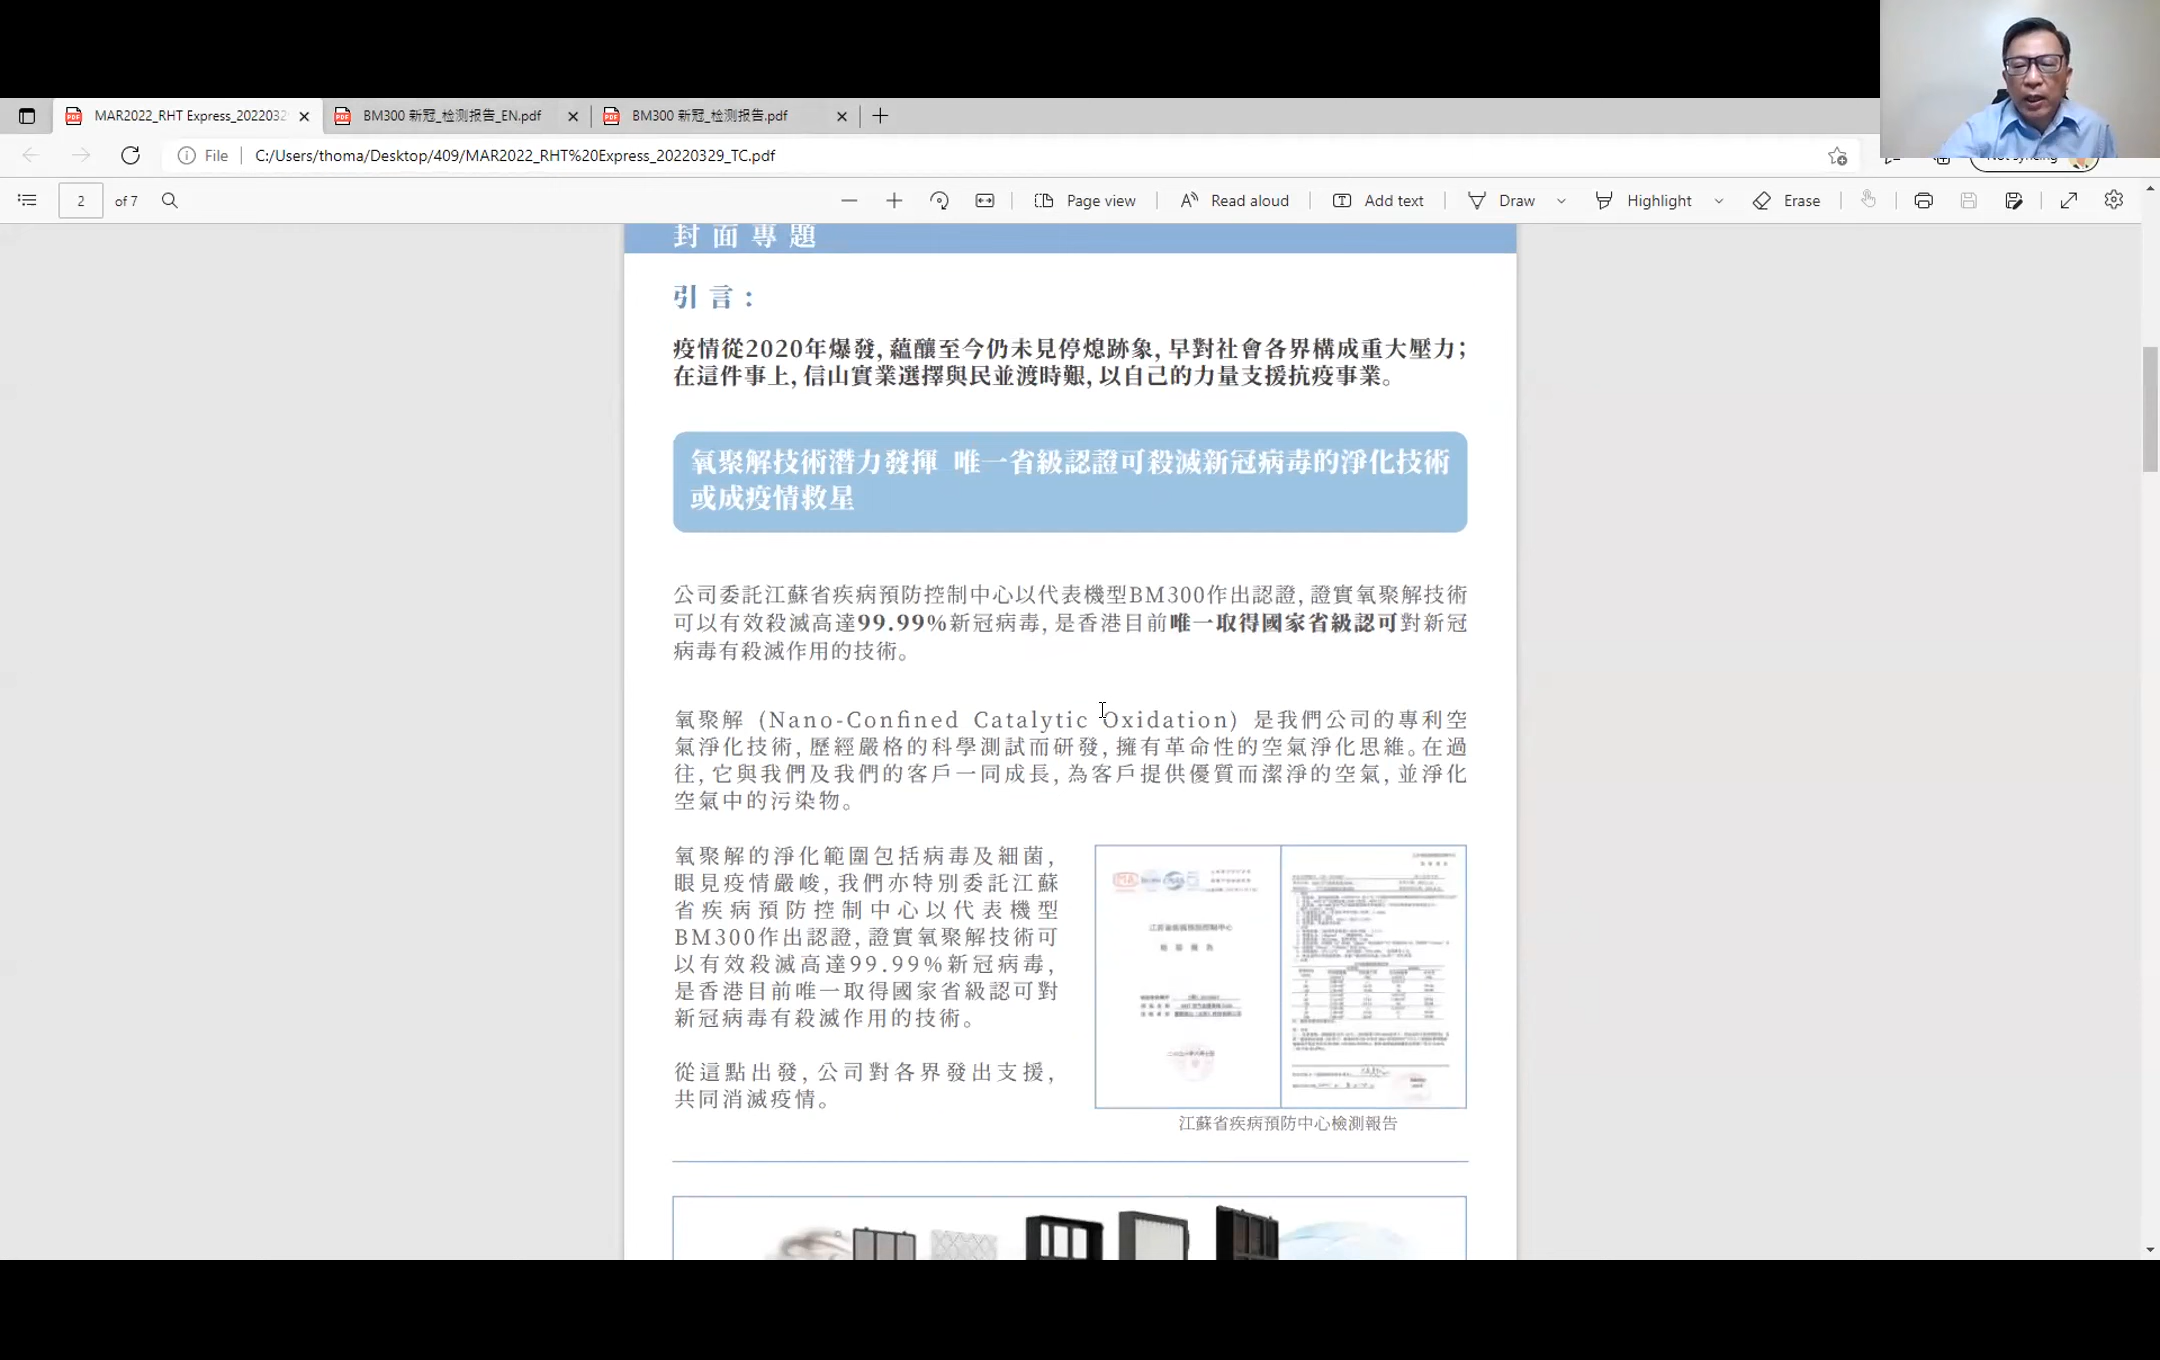 MAR2022_RHT Express_2022032
BM300 新冠_检测报告_EN.pdf
BM300 新冠_检测报告.pdf
File
C:/Users/thoma/Desktop/409/MAR2022_RHT%20Express_20220329_TC.pdf
Not syncing
2 of 7
Page view
Read aloud
Add text
Draw
Highlight
Erase
封面專題
引言:
疫情從2020年爆發, 蘊釀至今仍未見停熄跡象, 早對社會各界構成重大壓力;
在這件事上, 信山實業選擇與民並渡時艱, 以自己的力量支援抗疫事業。
氧聚解技術潛力發揮 唯一省級認證可殺滅新冠病毒的淨化技術
或成疫情救星
公司委託江蘇省疾病預防控制中心以代表機型BM300作出認證, 證實氧聚解技術
可以有效殺滅高達99.99%新冠病毒, 是香港目前唯一取得國家省級認可對新冠
病毒有殺滅作用的技術。
氧聚解 (Nano-Confined Catalytic Oxidation) 是我們公司的專利空
氣淨化技術, 歷經嚴格的科學測試而研發, 擁有革命性的空氣淨化思維。在過
往, 它與我們及我們的客戶一同成長, 為客戶提供優質而潔淨的空氣, 並淨化
空氣中的污染物。
氧聚解的淨化範圍包括病毒及細菌,
眼見疫情嚴峻, 我們亦特別委託江蘇
省疾病預防控制中心以代表機型
BM300作出認證, 證實氧聚解技術可
以有效殺滅高達99.99%新冠病毒,
是香港目前唯一取得國家省級認可對
新冠病毒有殺滅作用的技術。
從這點出發, 公司對各界發出支援,
共同消滅疫情。
江蘇省疾病預防中心檢測報告